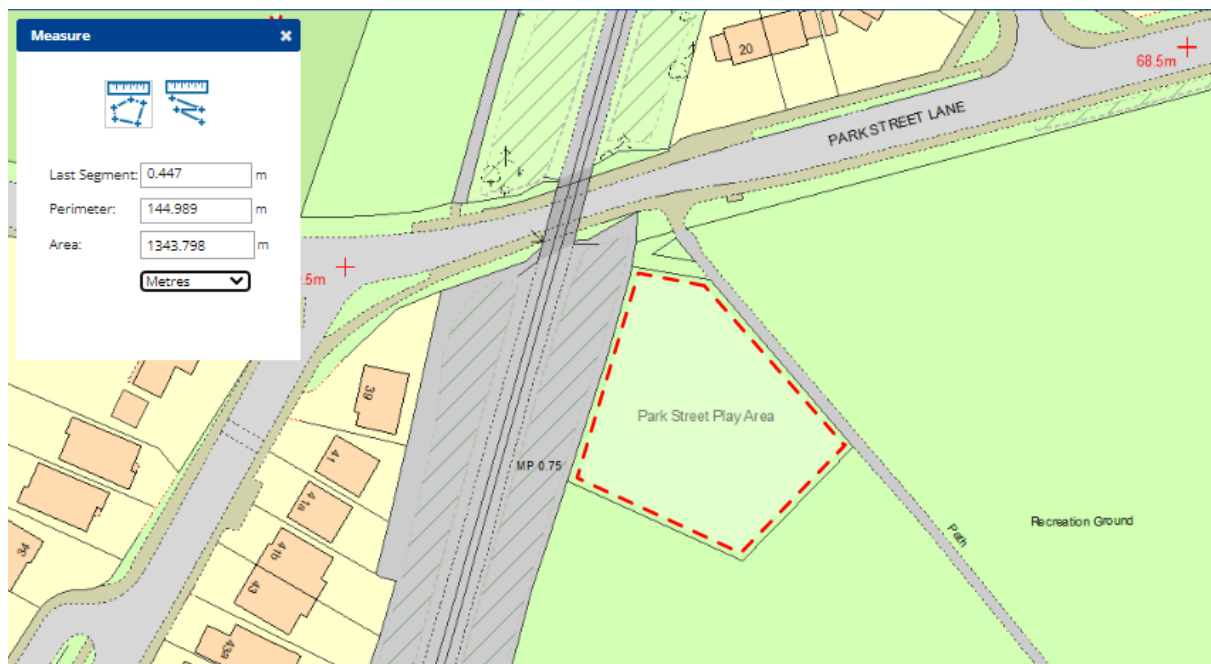 Measure
Last Segment: 0.447 m
Perimeter: 144.989 m
Area: 1343.798 m
Metres
20
68.5m
PARK STREET LANE
.5m
39
Park Street Play Area
41
MP 0.75
41a
Recreation Ground
Path
34
41b
43
43a